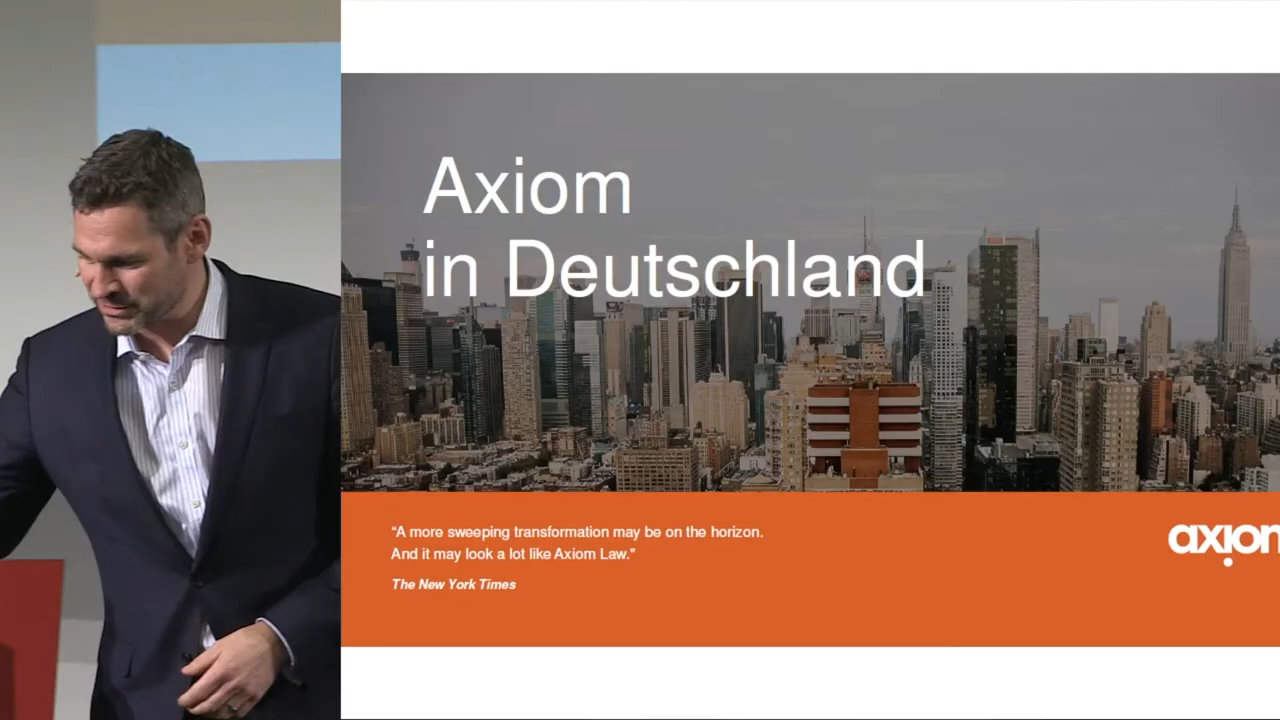 Axiom
in Deutschland
“A more sweeping transformation may be on the horizon.
And it may look a lot like Axiom Law.”
The New York Times
axiom